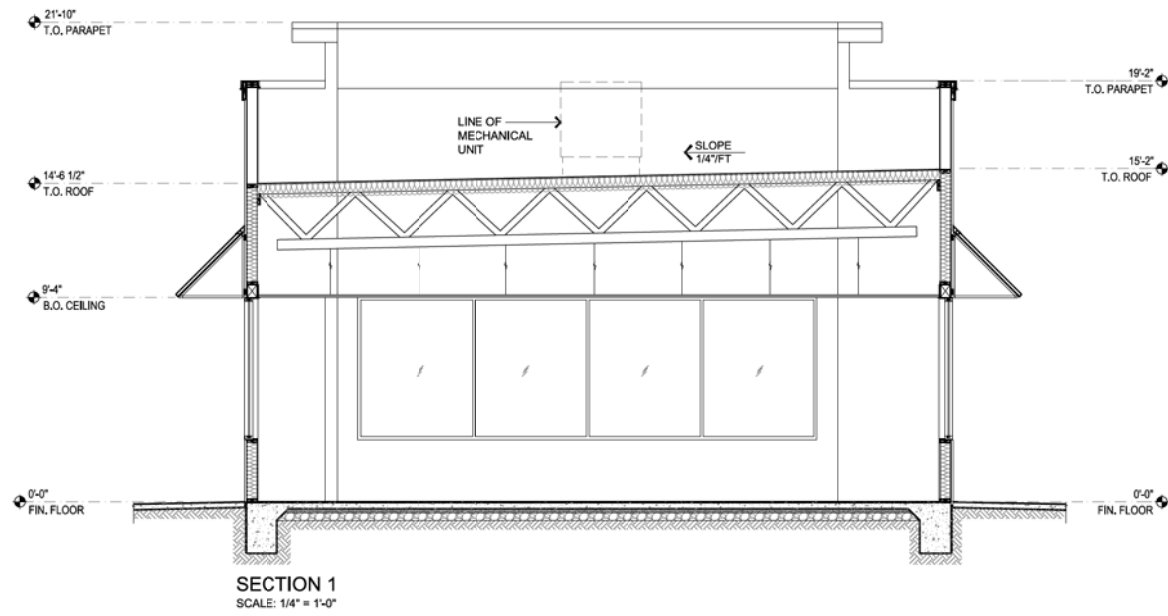 21'-10"
T.O. PARAPET
19'-2"
T.O. PARAPET
LINE OF
MECHANICAL
UNIT
SLOPE
1/4"/FT
14'-6 1/2"
T.O. ROOF
15'-2"
T.O. ROOF
9'-4"
B.O. CEILING
0'-0"
FIN. FLOOR
0'-0"
FIN. FLOOR
SECTION 1
SCALE: 1/4" = 1'-0"